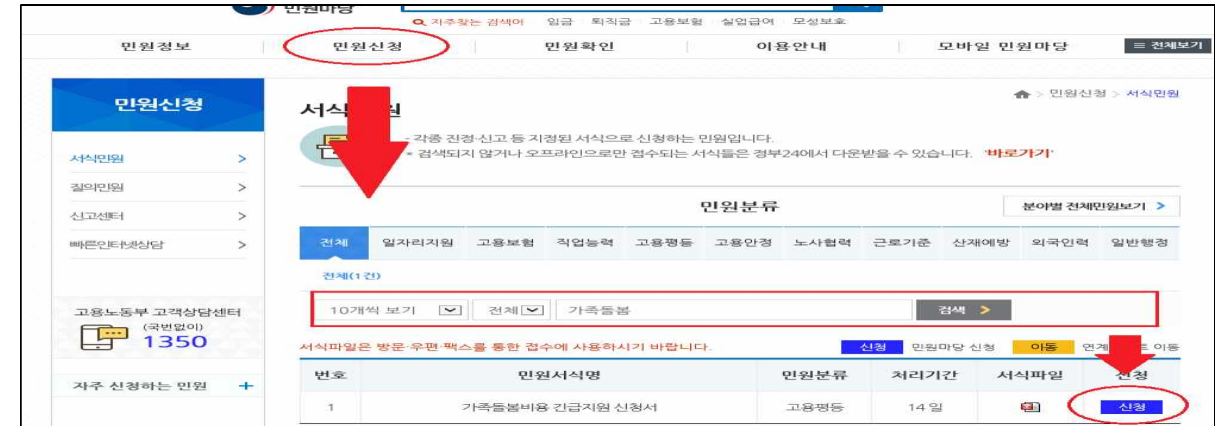 민원마당
자주찾는 검색어 임금 퇴직금 고용보험 실업급여 모성보호
민원정보 민원신청 민원확인 이용안내 모바일 민원마당 전체보기
민원신청
> 민원신청 > 서식민원
서식민원
- 각종 진정·신고 등 지정된 서식으로 신청하는 민원입니다.
* 검색되지 않거나 오프라인으로만 접수되는 서식들은 정부24에서 다운받을 수 있습니다. '바로가기'
서식민원 >
질의민원 >
신고센터 >
빠른인터넷상담 >
민원분류
분야별 전체민원보기 >
전체 일자리지원 고용보험 직업능력 고용평등 고용안정 노사협력 근로기준 산재예방 외국인력 일반행정
전체(1건)
10개씩 보기 전체 가족돌봄 검색 >
고용노동부 고객상담센터
(국번없이)
1350
자주 신청하는 민원 +
서식파일은 방문·우편·팩스를 통한 접수에 사용하시기 바랍니다.
신청 민원마당 신청 이동 연계 이동
번호 민원서식명 민원분류 처리기간 서식파일 신청
1 가족돌봄비용 긴급지원 신청서 고용평등 14 일 신청